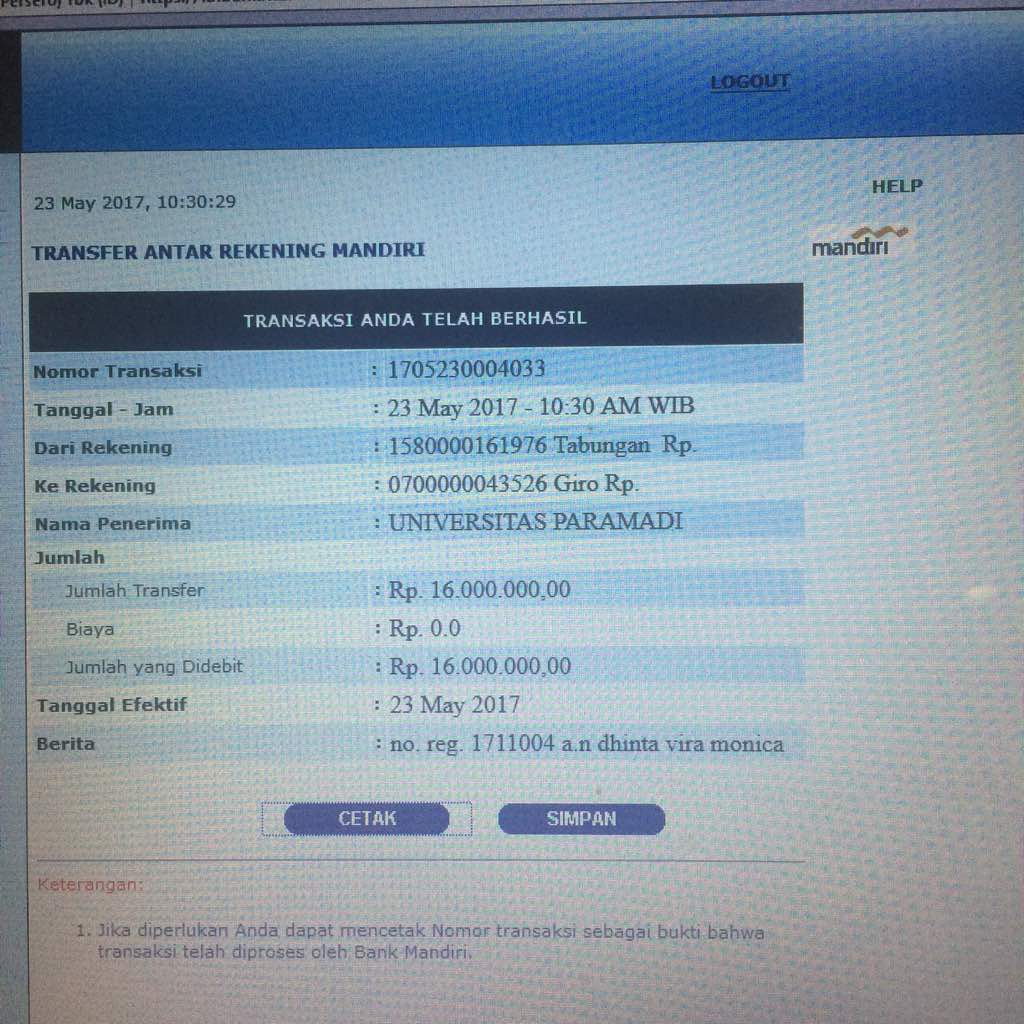 LOGOUT
23 May 2017, 10:30:29
HELP
TRANSFER ANTAR REKENING MANDIRI
mandiri
TRANSAKSI ANDA TELAH BERHASIL
Nomor Transaksi : 1705230004033
Tanggal - Jam : 23 May 2017 - 10:30 AM WIB
Dari Rekening : 1580000161976 Tabungan Rp.
Ke Rekening : 0700000043526 Giro Rp.
Nama Penerima : UNIVERSITAS PARAMADI
Jumlah
Jumlah Transfer : Rp. 16.000.000,00
Biaya : Rp. 0.0
Jumlah yang Didebit : Rp. 16.000.000,00
Tanggal Efektif : 23 May 2017
Berita : no. reg. 1711004 a.n dhinta vira monica
CETAK SIMPAN
Keterangan:
1. Jika diperlukan Anda dapat mencetak Nomor transaksi sebagai bukti bahwa
transaksi telah diproses oleh Bank Mandiri.